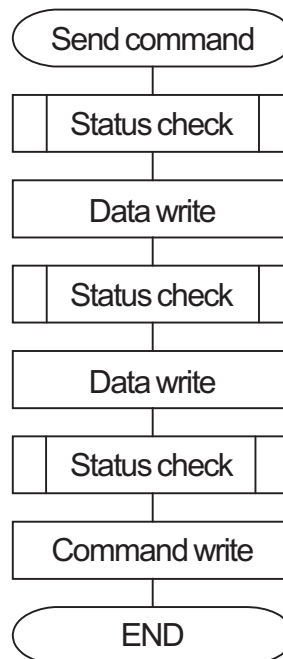 Send command
Status check
Data write
Status check
Data write
Status check
Command write
END